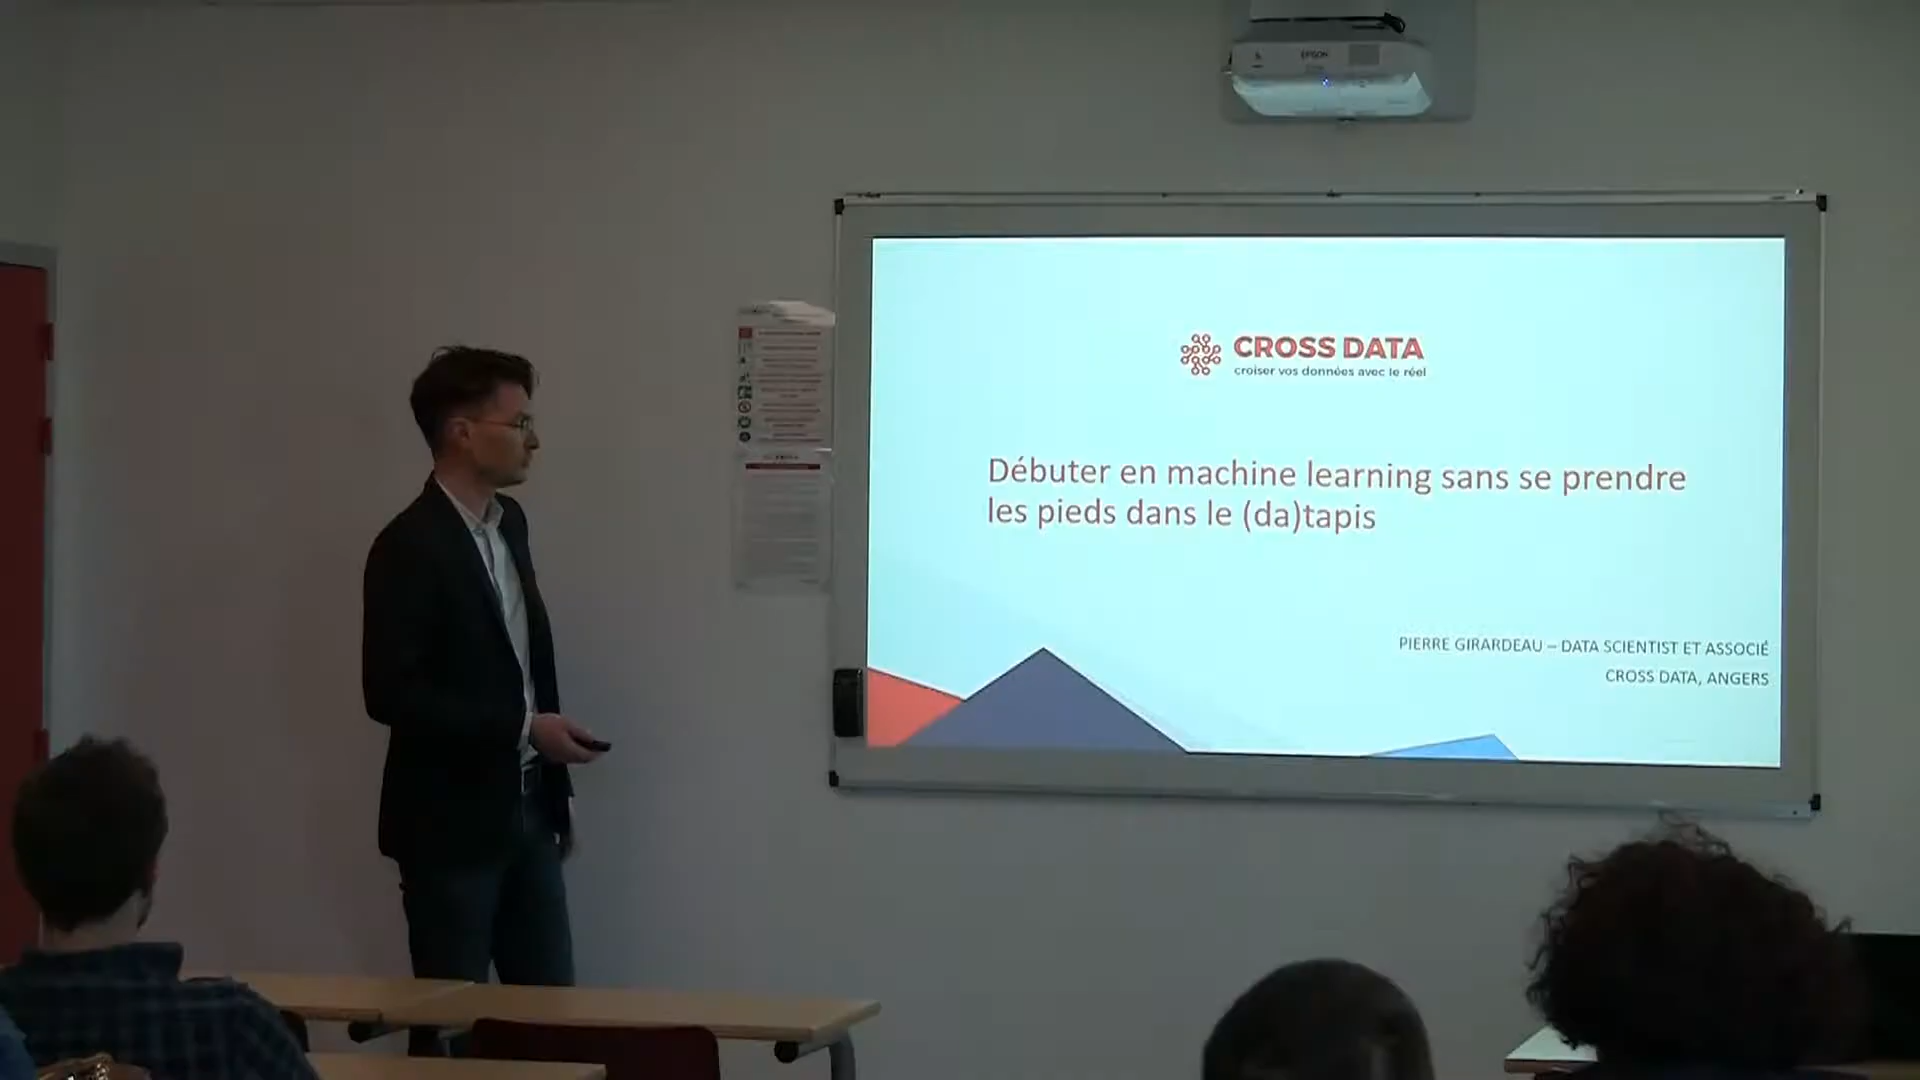 EPSON
CROSS DATA
croiser vos données avec le réel
Débuter en machine learning sans se prendre
les pieds dans le (da)tapis
PIERRE GIRARDEAU – DATA SCIENTIST ET ASSOCIÉ
CROSS DATA, ANGERS